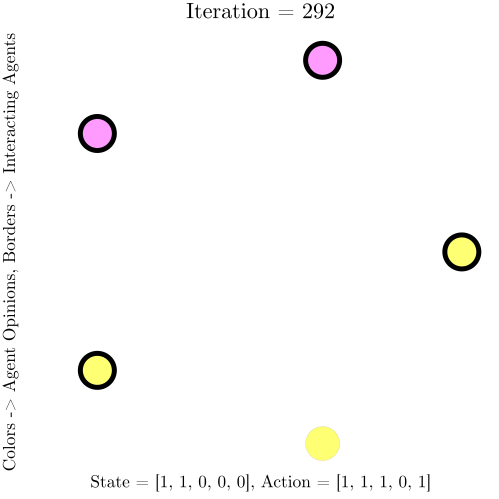 Iteration = 292
Colors -> Agent Opinions, Borders -> Interacting Agents
State = [1, 1, 0, 0, 0], Action = [1, 1, 1, 0, 1]